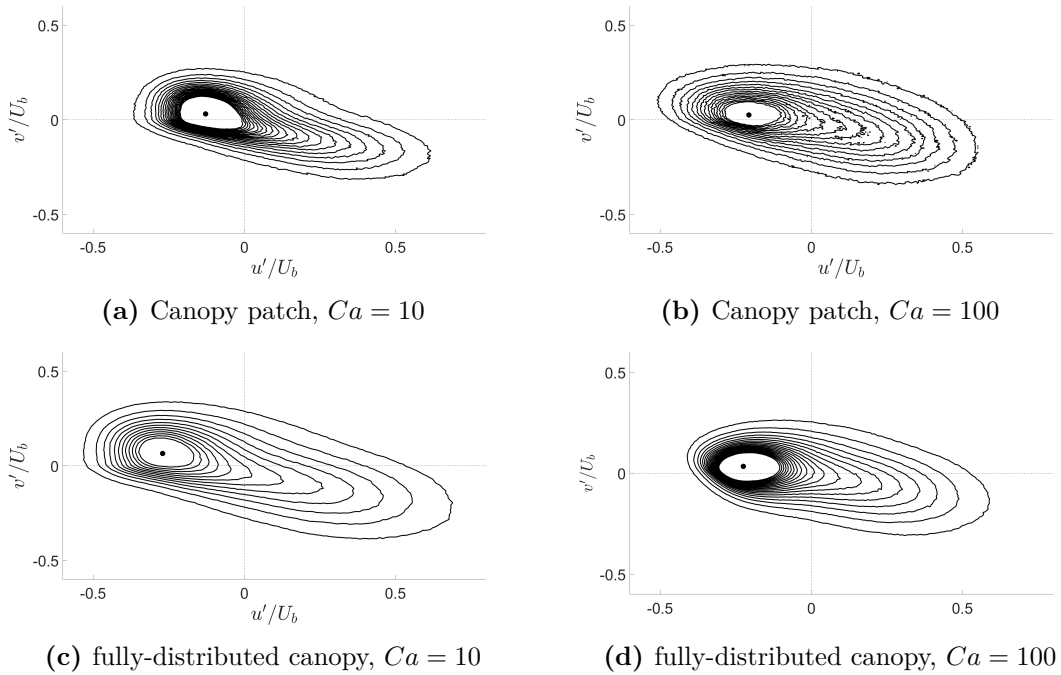 0.5
0
-0.5
v′/U_b
-0.5 0 0.5
u′/U_b
(a) Canopy patch, Ca = 10
0.5
0
-0.5
v′/U_b
-0.5 0 0.5
u′/U_b
(b) Canopy patch, Ca = 100
0.5
0
-0.5
v′/U_b
-0.5 0 0.5
u′/U_b
(c) fully-distributed canopy, Ca = 10
0.5
0
-0.5
v′/U_b
-0.5 0 0.5
(d) fully-distributed canopy, Ca = 100